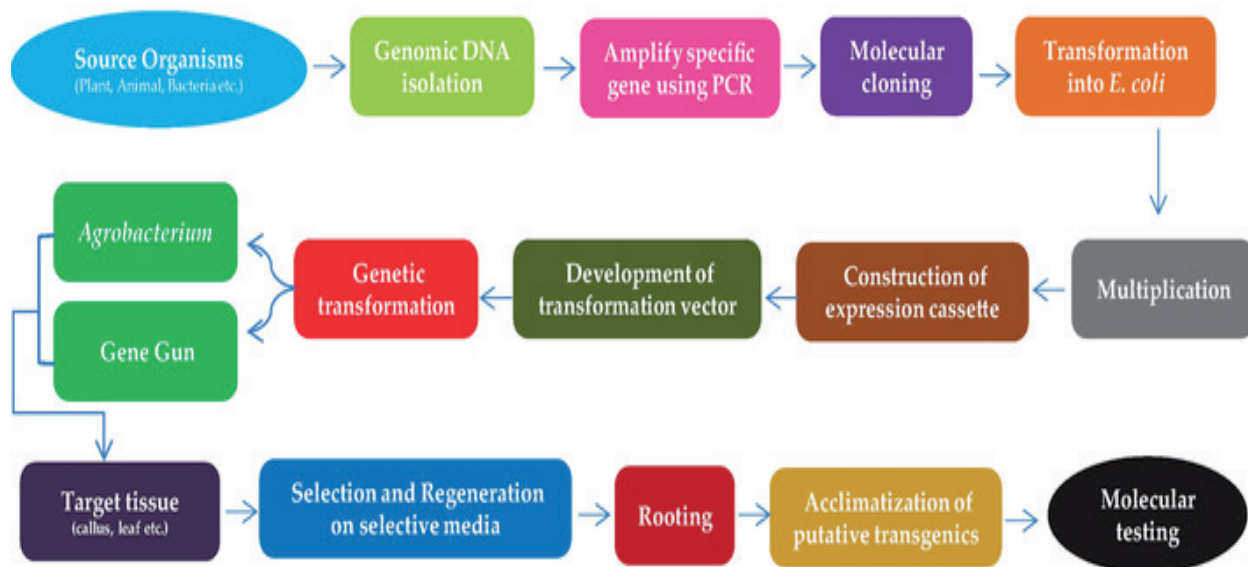 Source Organisms
(Plant, Animal, Bacteria etc.)
Genomic DNA
isolation
Amplify specific
gene using PCR
Molecular
cloning
Transformation
into E. coli
Multiplication
Construction of
expression cassette
Development of
transformation vector
Genetic
transformation
Agrobacterium
Gene Gun
Target tissue
(callus, leaf etc.)
Selection and Regeneration
on selective media
Rooting
Acclimatization of
putative transgenics
Molecular
testing